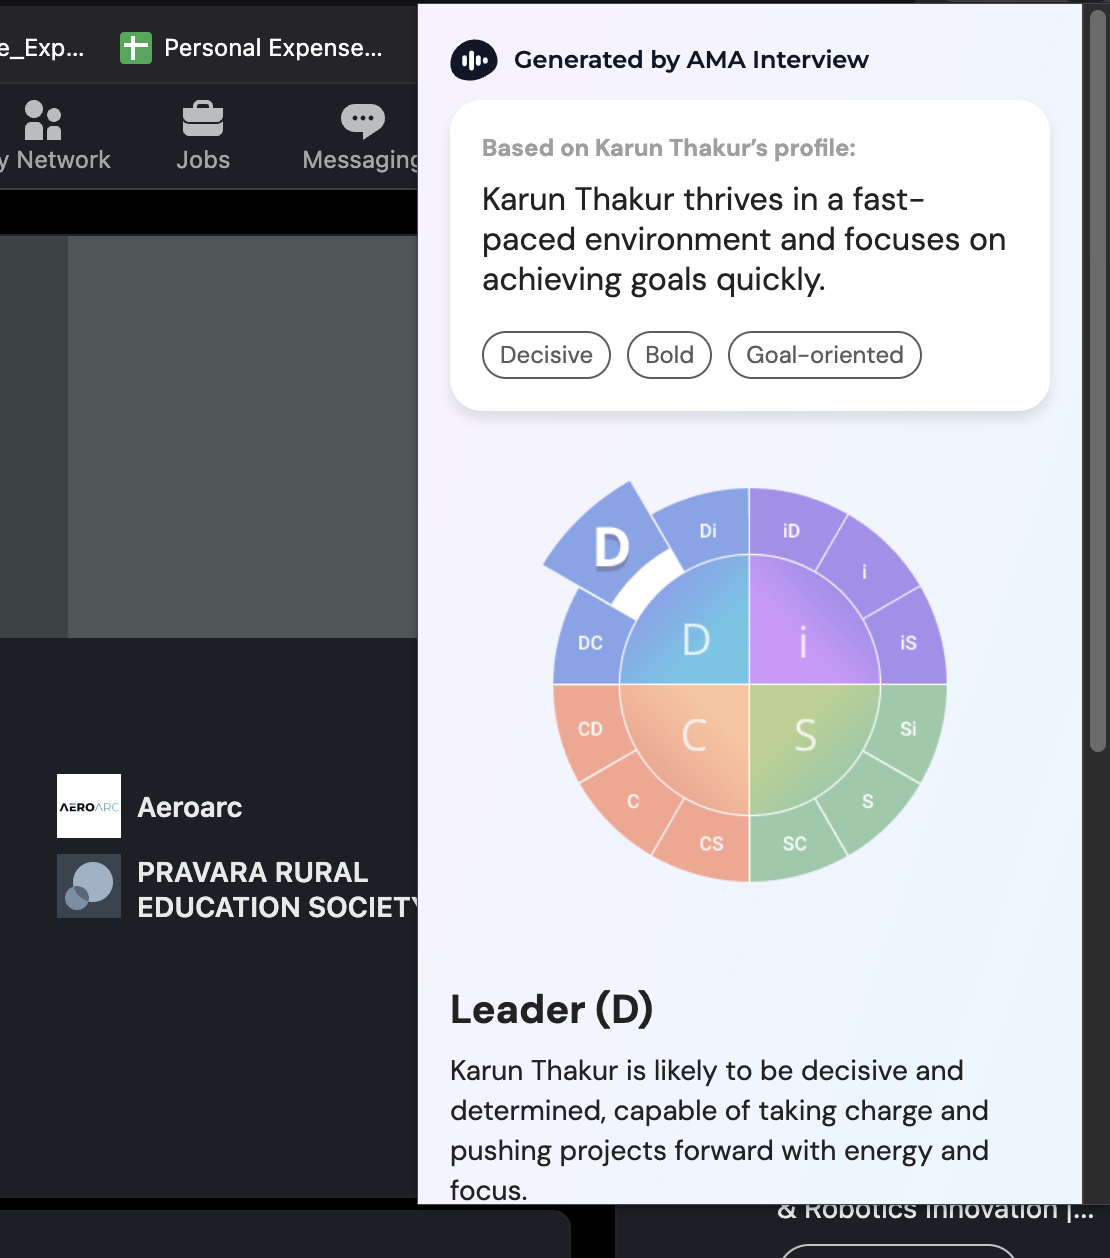 e_Exp...
Personal Expense...
y Network
Jobs
Messaging
Generated by AMA Interview
Based on Karun Thakur’s profile:
Karun Thakur thrives in a fast-
paced environment and focuses on
achieving goals quickly.
Decisive
Bold
Goal-oriented
D
Di
iD
i
iS
DC
D
i
C
S
CD
Si
C
S
CS
SC
AEROARC
Aeroarc
PRAVARA RURAL
EDUCATION SOCIETY
Leader (D)
Karun Thakur is likely to be decisive and
determined, capable of taking charge and
pushing projects forward with energy and
focus.
& Robotics Innovation |...